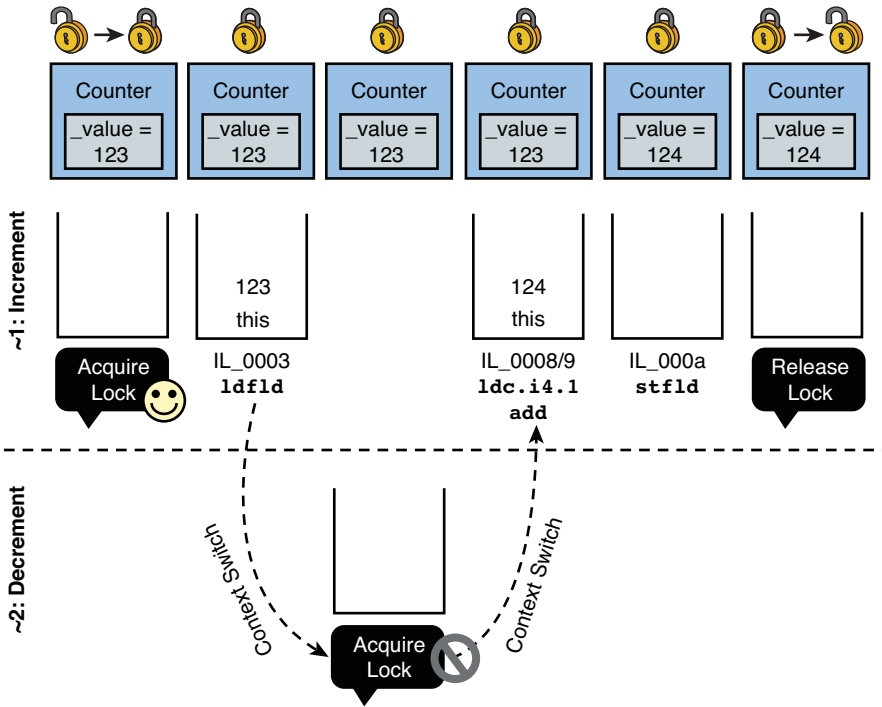 Counter
_value =
123
Counter
_value =
123
Counter
_value =
123
Counter
_value =
123
Counter
_value =
124
Counter
_value =
124
~1: Increment
Acquire
Lock
123
this
IL_0003
ldfld
124
this
IL_0008/9
ldc.i4.1
add
IL_000a
stfld
Release
Lock
~2: Decrement
Context Switch
Acquire
Lock
Context Switch